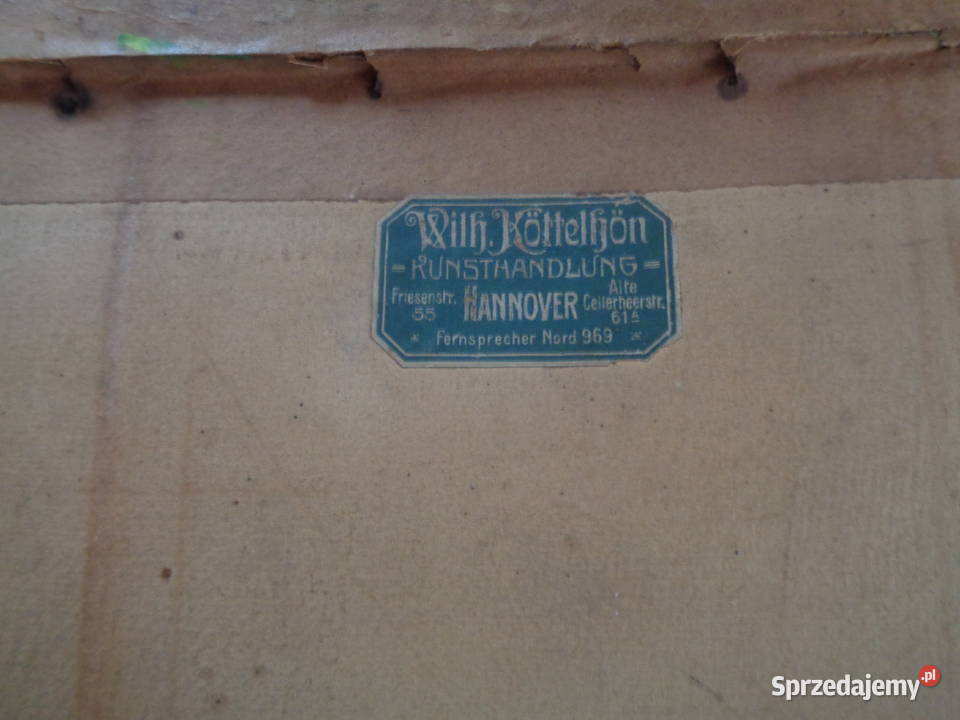 Wilh. Köttelhön
KUNSTHANDLUNG
Friesenstr. 55
HANNOVER
Alte Cellerheerstr. 61A
Fernsprecher Nord 969
Sprzedajemy.pl